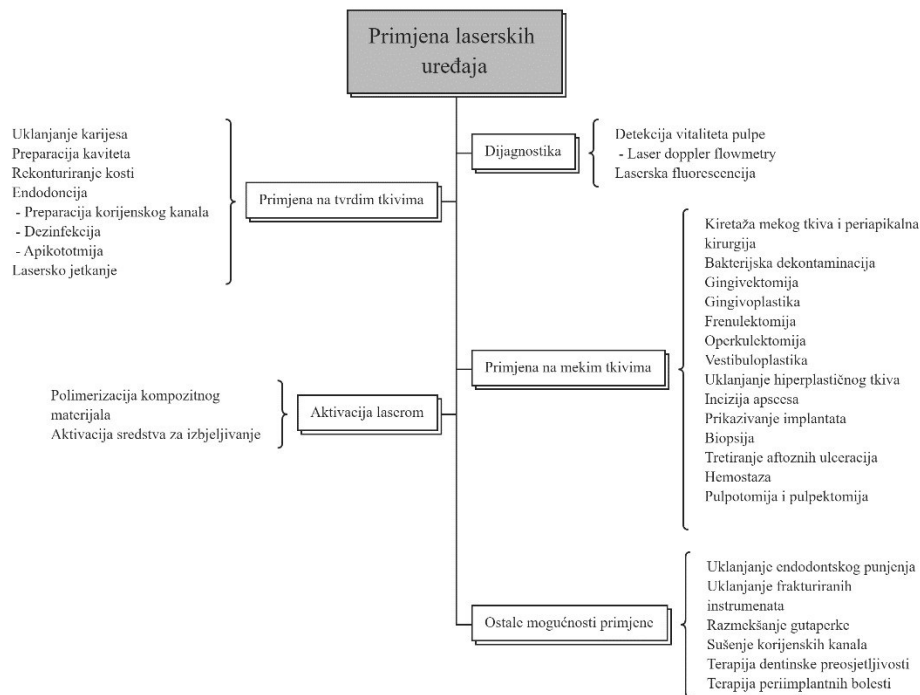 Primjena laserskih
uređaja
Dijagnostika
Detekcija vitaliteta pulpe
- Laser doppler flowmetry
Laserska fluorescencija
Primjena na tvrdim tkivima
Uklanjanje karijesa
Preparacija kaviteta
Rekonturiranje kosti
Endodoncija
- Preparacija korijenskog kanala
- Dezinfekcija
- Apikototmija
Lasersko jetkanje
Primjena na mekim tkivima
Kiretaža mekog tkiva i periapikalna
kirurgija
Bakterijska dekontaminacija
Gingivektomija
Gingivoplastika
Frenulektomija
Operkulektomija
Vestibuloplastika
Uklanjanje hiperplastičnog tkiva
Incizija apscesa
Prikazivanje implantata
Biopsija
Tretiranje aftoznih ulceracija
Hemostaza
Pulpotomija i pulpektomija
Aktivacija laserom
Polimerizacija kompozitnog
materijala
Aktivacija sredstva za izbjeljivanje
Ostale mogućnosti primjene
Uklanjanje endodontskog punjenja
Uklanjanje frakturiranih
instrumenata
Razmekšanje gutaperke
Sušenje korijenskih kanala
Terapija dentinske preosjetljivosti
Terapija periimplantnih bolesti